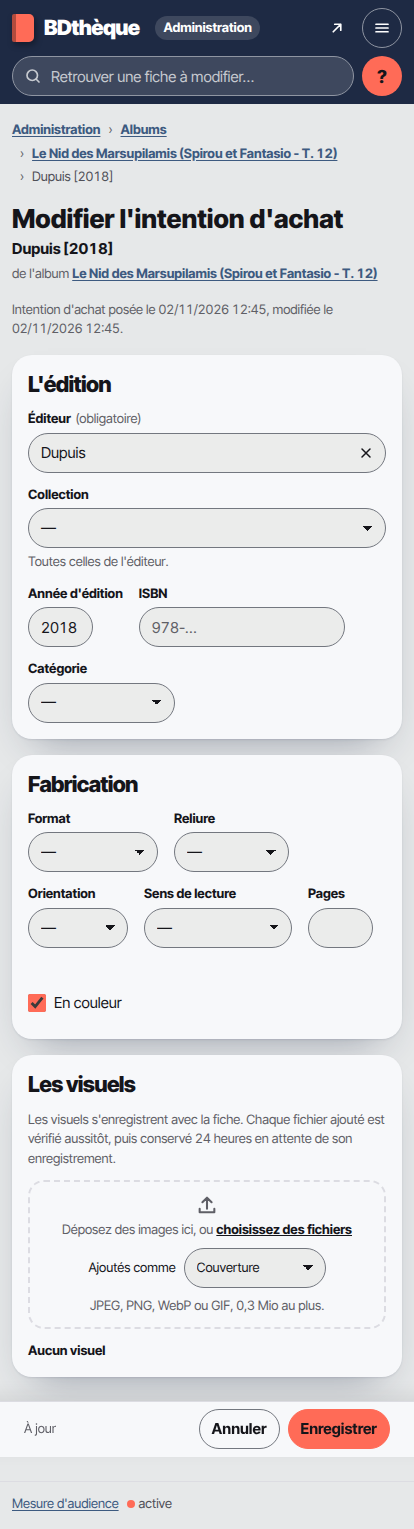 BDthèque Administration
Retrouver une fiche à modifier... ?
Administration › Albums
› Le Nid des Marsupilamis (Spirou et Fantasio - T. 12)
› Dupuis [2018]
Modifier l'intention d'achat
Dupuis [2018]
de l'album Le Nid des Marsupilamis (Spirou et Fantasio - T. 12)
Intention d'achat posée le 02/11/2026 12:45, modifiée le
02/11/2026 12:45.
L'édition
Éditeur (obligatoire)
Dupuis
Collection
—
Toutes celles de l'éditeur.
Année d'édition ISBN
2018 978-...
Catégorie
—
Fabrication
Format Reliure
— —
Orientation Sens de lecture Pages
— —
En couleur
Les visuels
Les visuels s'enregistrent avec la fiche. Chaque fichier ajouté est
vérifié aussitôt, puis conservé 24 heures en attente de son
enregistrement.
Déposez des images ici, ou choisissez des fichiers
Ajoutés comme Couverture
JPEG, PNG, WebP ou GIF, 0,3 Mio au plus.
Aucun visuel
À jour Annuler Enregistrer
Mesure d'audience active